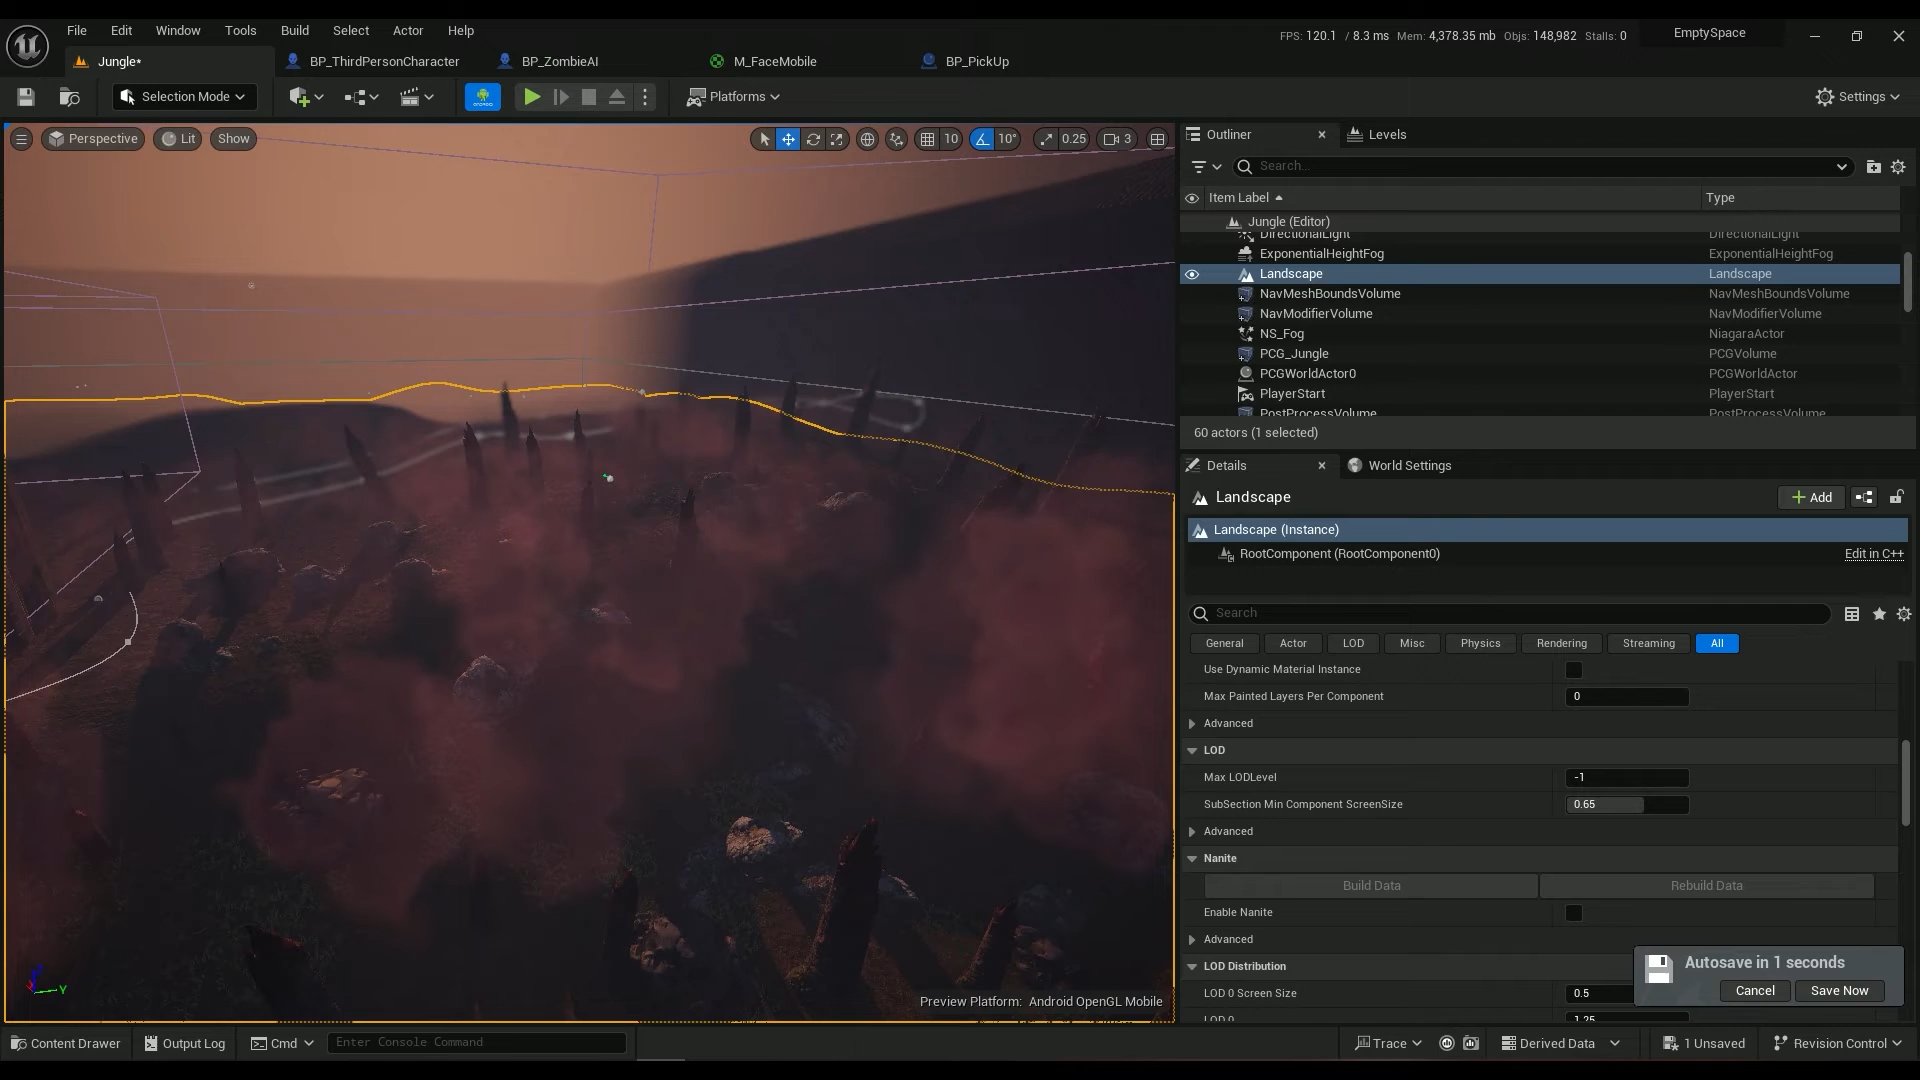 File Edit Window Tools Build Select Actor Help
FPS: 120.1 / 8.3 ms Mem: 4,378.35 mb Objs: 148,982 Stalls: 0
EmptySpace
Jungle*
BP_ThirdPersonCharacter
BP_ZombieAI
M_FaceMobile
BP_PickUp
Selection Mode
Platforms
Settings
Perspective
Lit
Show
10
10°
0.25
3
Outliner
Levels
Search...
Item Label
Type
Jungle (Editor)
DirectionalLight DirectionalLight
ExponentialHeightFog ExponentialHeightFog
Landscape Landscape
NavMeshBoundsVolume NavMeshBoundsVolume
NavModifierVolume NavModifierVolume
NS_Fog NiagaraActor
PCG_Jungle PCGVolume
PCGWorldActor0 PCGWorldActor
PlayerStart PlayerStart
PostProcessVolume PostProcessVolume
60 actors (1 selected)
Details
World Settings
Landscape
Add
Landscape (Instance)
RootComponent (RootComponent0)
Edit in C++
Search
General
Actor
LOD
Misc
Physics
Rendering
Streaming
All
Use Dynamic Material Instance
Max Painted Layers Per Component 0
Advanced
LOD
Max LODLevel -1
SubSection Min Component ScreenSize 0.65
Advanced
Nanite
Build Data
Rebuild Data
Enable Nanite
Advanced
LOD Distribution
LOD 0 Screen Size 0.5
LOD 0 1.25
Autosave in 1 seconds
Cancel
Save Now
Preview Platform: Android OpenGL Mobile
Z
Y
Content Drawer
Output Log
Cmd
Enter Console Command
Trace
Derived Data
1 Unsaved
Revision Control